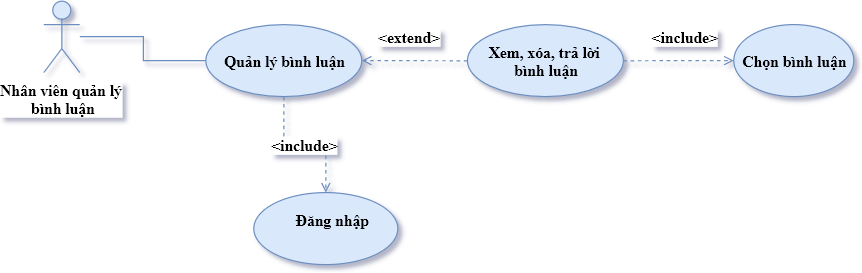 <extend>
<include>
Quản lý bình luận
Xem, xóa, trả lời
bình luận
Chọn bình luận
Nhân viên quản lý
bình luận
<include>
Đăng nhập